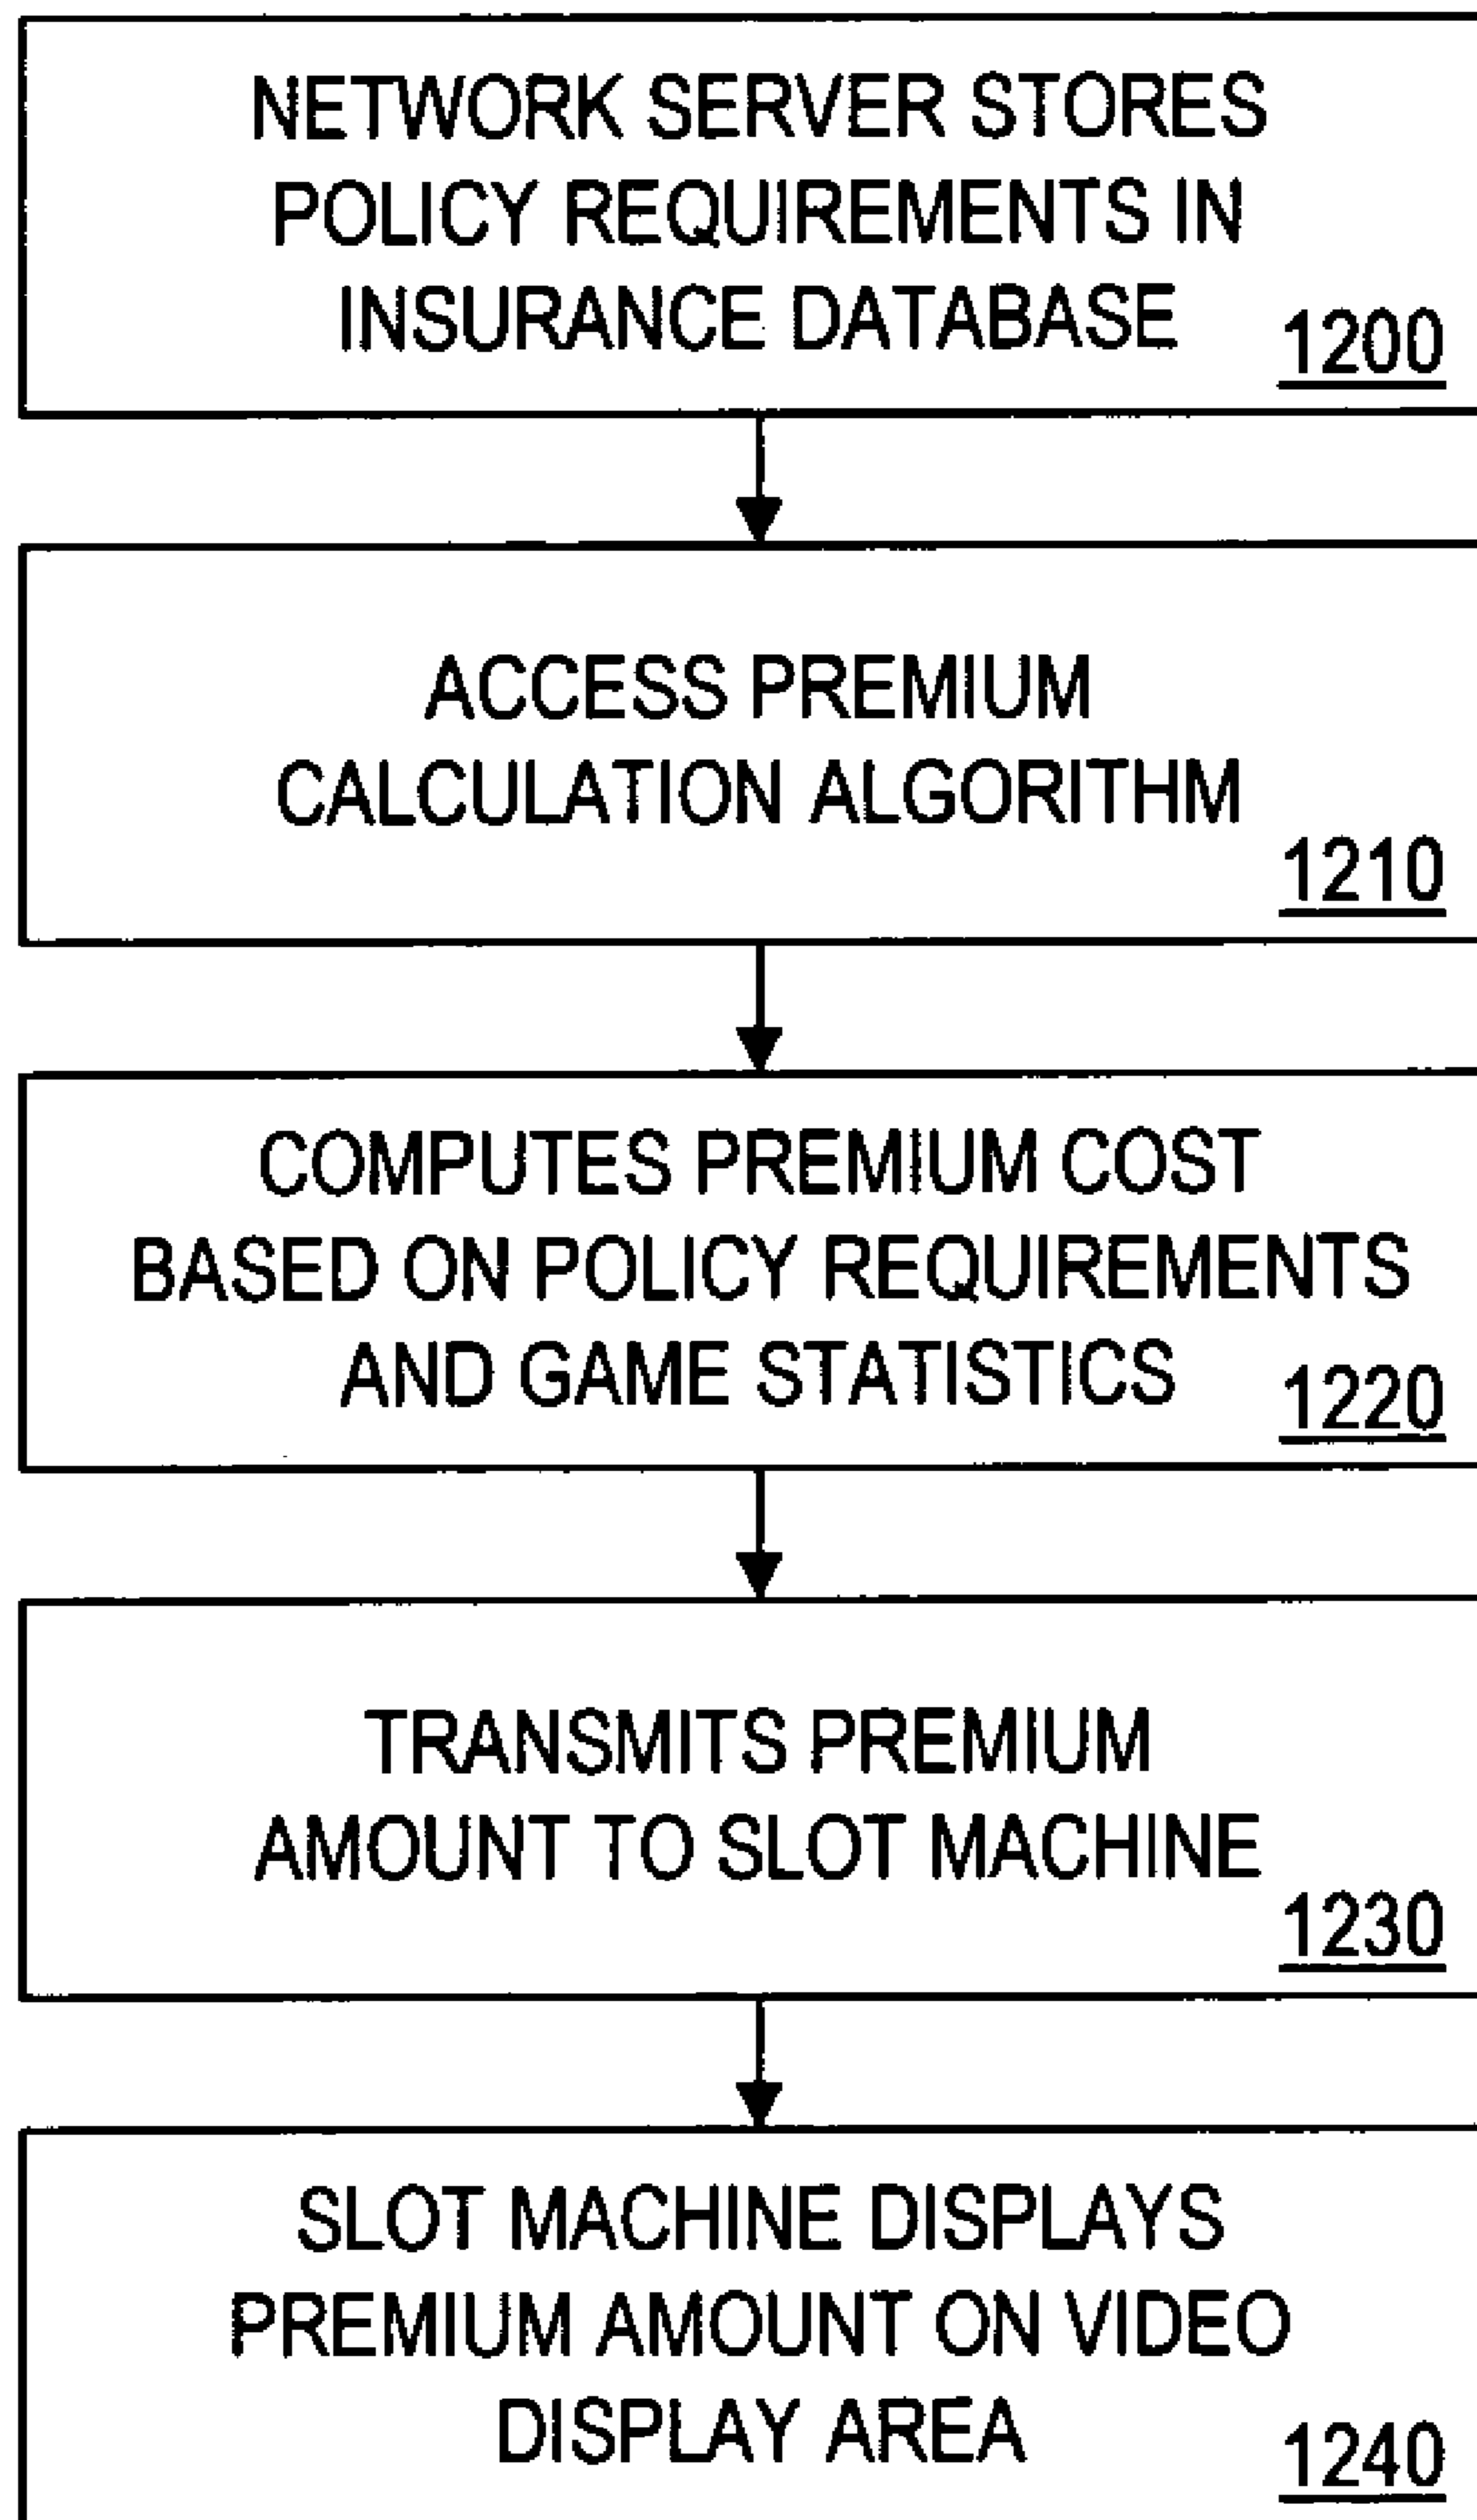 NETWORK SERVER STORES
POLICY REQUIREMENTS IN
INSURANCE DATABASE
1200
ACCESS PREMIUM
CALCULATION ALGORITHM
1210
COMPUTES PREMIUM COST
BASED ON POLICY REQUIREMENTS
AND GAME STATISTICS
1220
TRANSMITS PREMIUM
AMOUNT TO SLOT MACHINE
1230
SLOT MACHINE DISPLAYS
PREMIUM AMOUNT ON VIDEO
DISPLAY AREA
1240